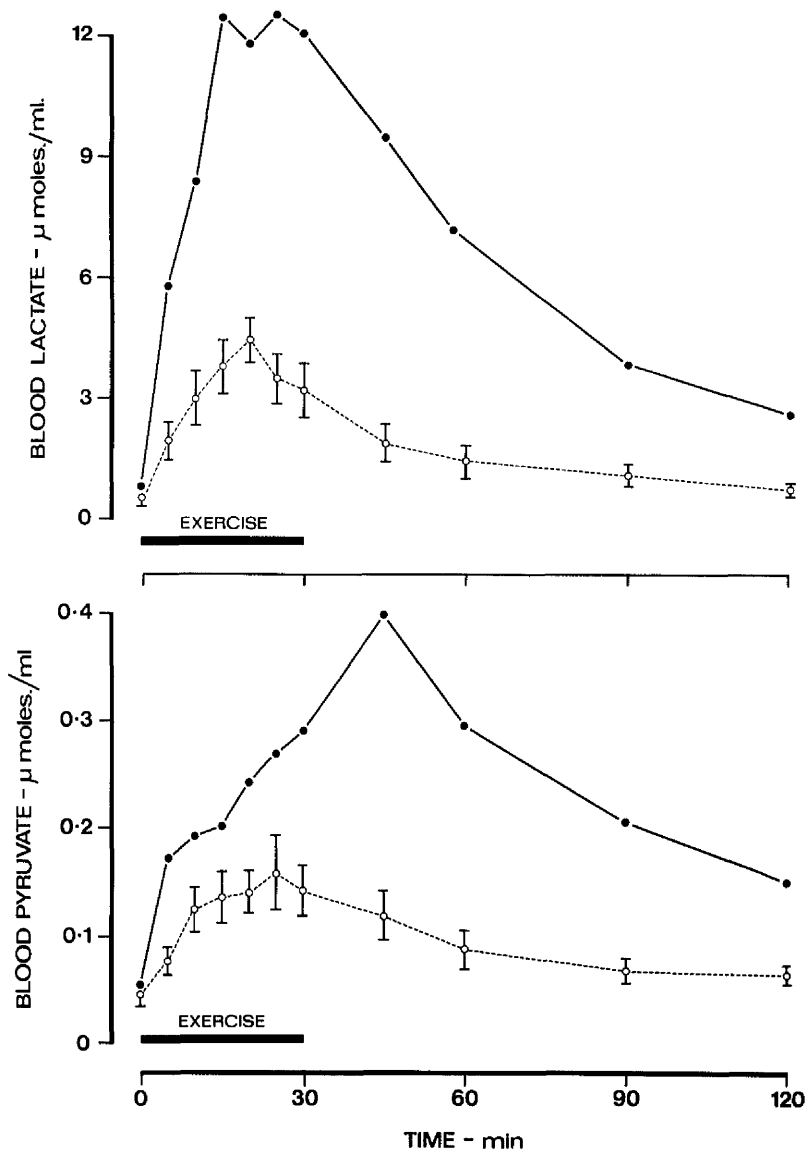 BLOOD LACTATE - μ moles./ml.
12
9
6
3
0
EXERCISE
BLOOD PYRUVATE - μ moles./ml
0·4
0·3
0·2
0·1
0
EXERCISE
0 30 60 90 120
TIME - min